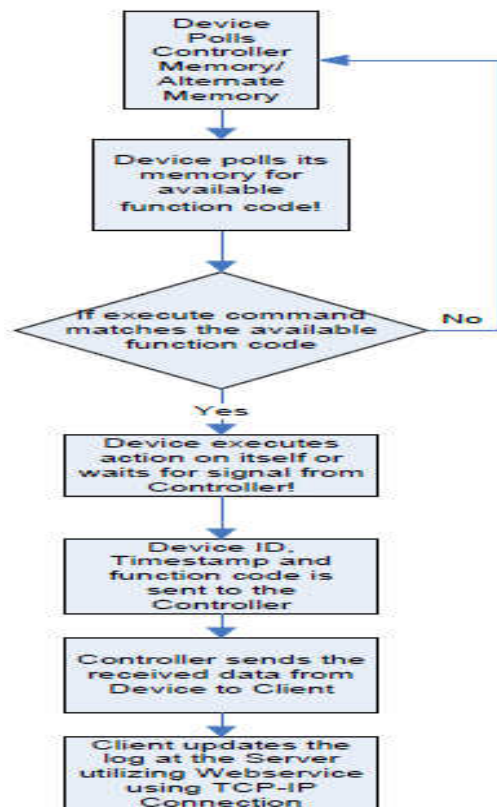 Device
Polls
Controller
Memory/
Alternate
Memory
Device polls its
memory for
available
function code!
If execute command
matches the available
function code
No
Yes
Device executes
action on itself or
waits for signal from
Controller!
Device ID,
Timestamp and
function code is
sent to the
Controller
Controller sends the
received data from
Device to Client
Client updates the
log at the Server
utilizing Webservice
using TCP-IP
Connection